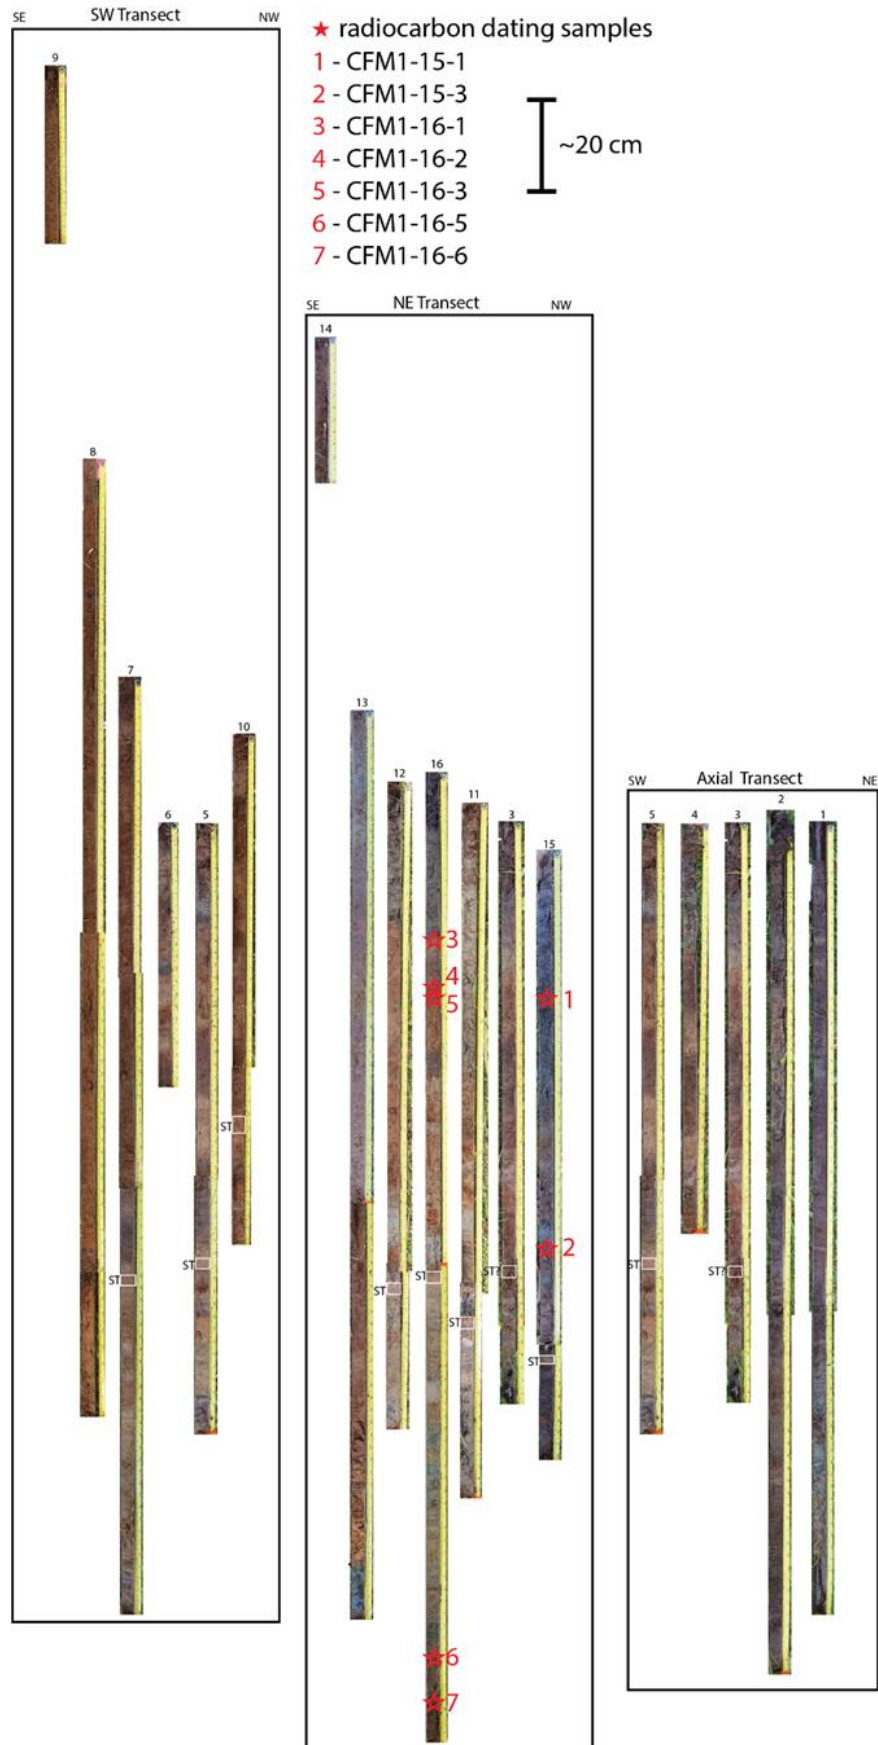 SE SW Transect NW
★ radiocarbon dating samples
1 - CFM1-15-1
2 - CFM1-15-3
3 - CFM1-16-1
4 - CFM1-16-2
5 - CFM1-16-3
6 - CFM1-16-5
7 - CFM1-16-6
~20 cm
9
8
7
6
5
10
ST
ST
ST
SE NE Transect NW
14
13
12
16
11
3
15
3
4
5
1
2
ST
ST
ST
ST?
ST
6
7
SW Axial Transect NE
5
4
3
2
1
ST
ST?